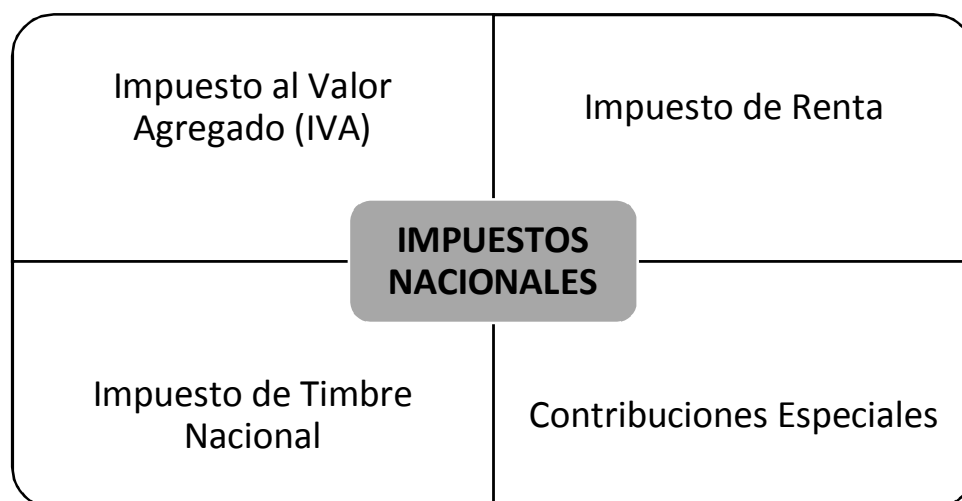 Impuesto al Valor
Agregado (IVA)
Impuesto de Renta
IMPUESTOS
NACIONALES
Impuesto de Timbre
Nacional
Contribuciones Especiales